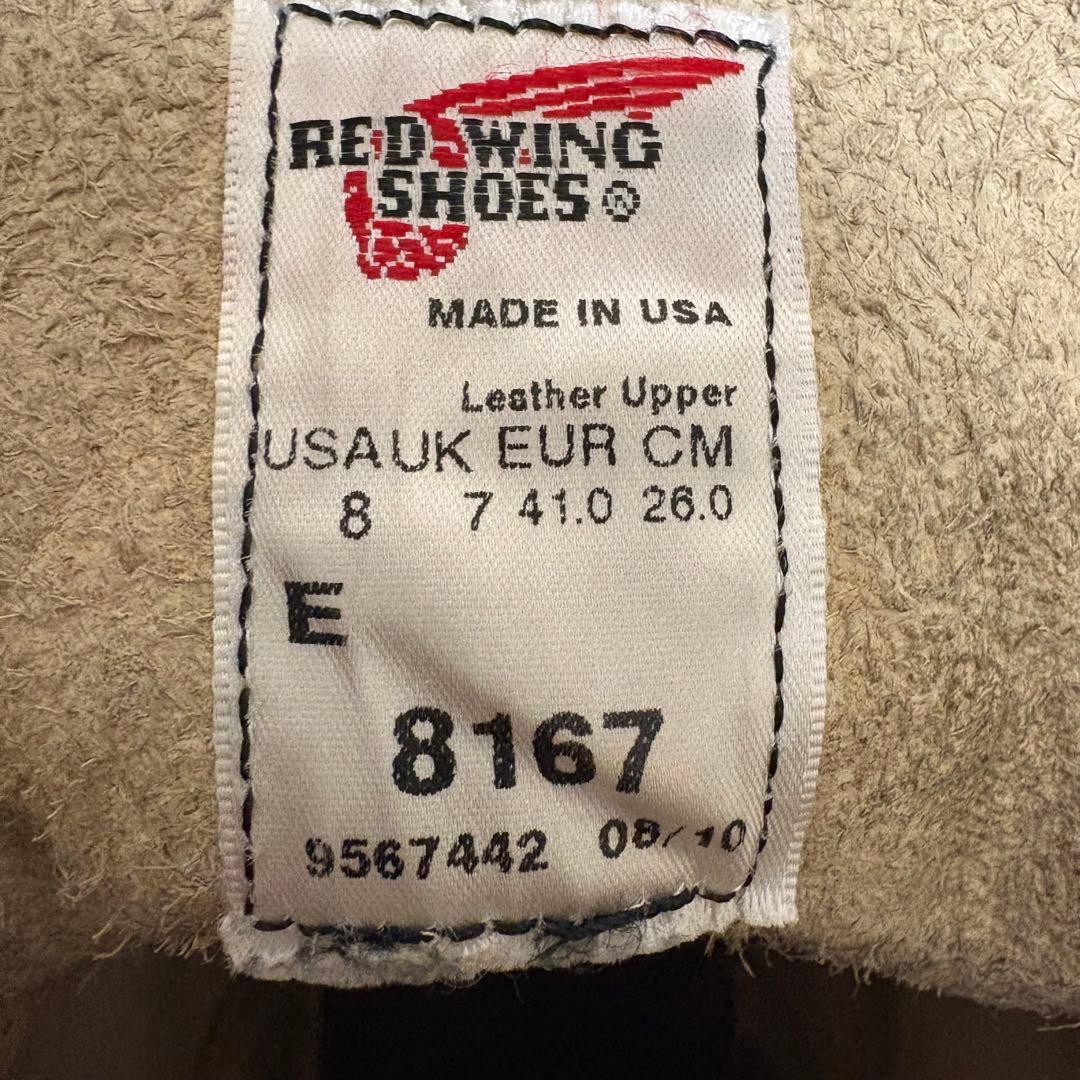 RED WING
SHOES®
MADE IN USA
Leather Upper
USA UK EUR CM
8 7 41.0 26.0
E
8167
9567442 08/10